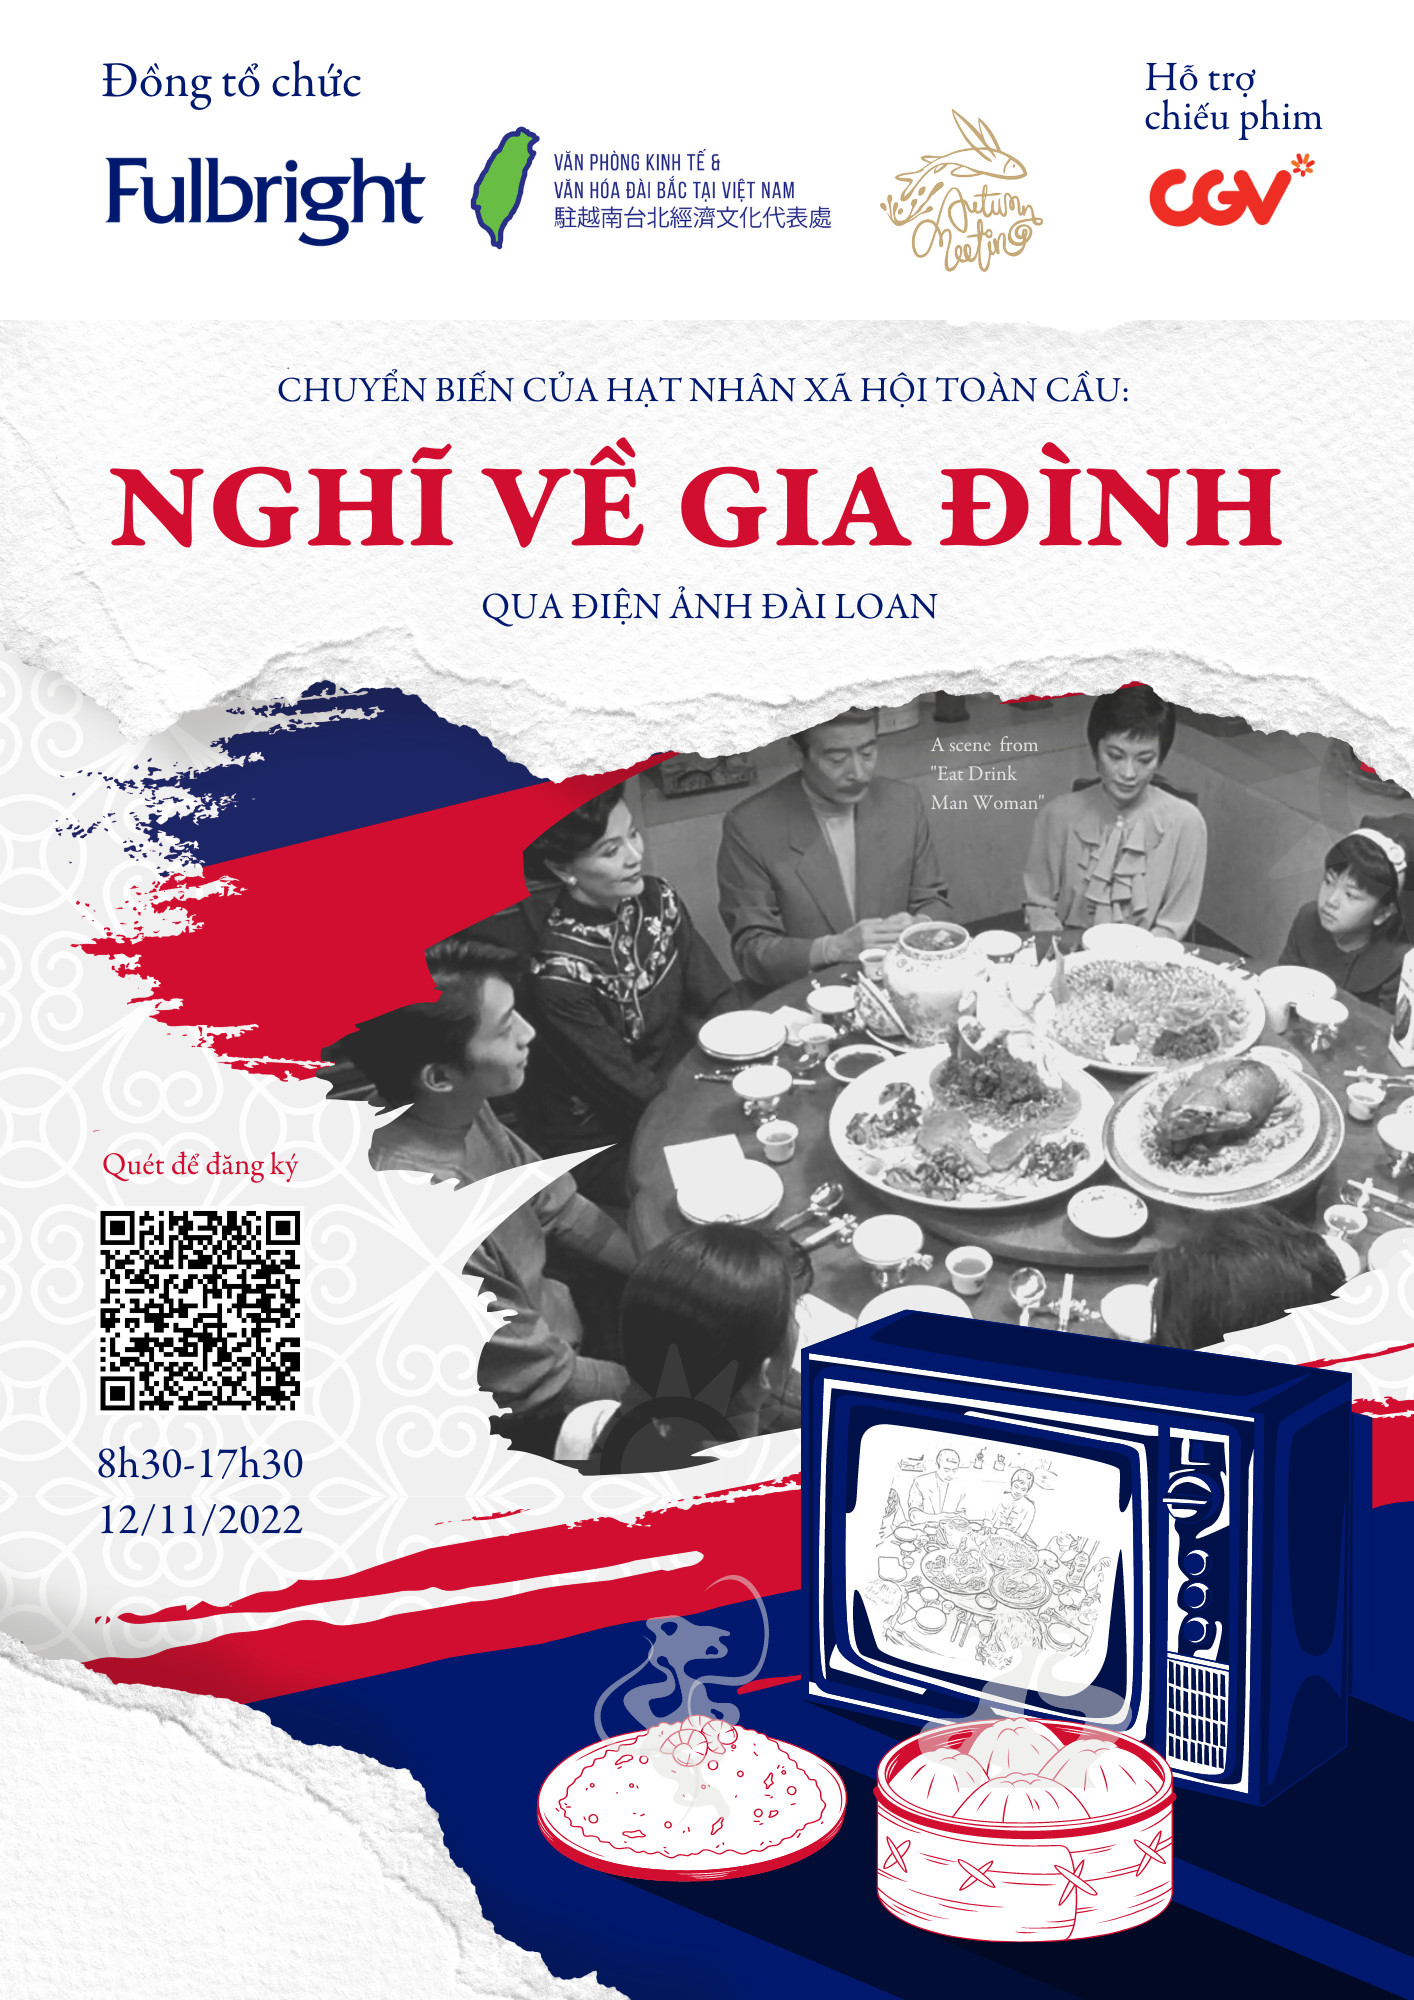 Đồng tổ chức
Hỗ trợ
chiếu phim
Fulbright
VĂN PHÒNG KINH TẾ &
VĂN HÓA ĐÀI BẮC TẠI VIỆT NAM
駐越南台北經濟文化代表處
Autumn
Meeting
CGV
CHUYỂN BIẾN CỦA HẠT NHÂN XÃ HỘI TOÀN CẦU:
NGHĨ VỀ GIA ĐÌNH
QUA ĐIỆN ẢNH ĐÀI LOAN
A scene from
"Eat Drink
Man Woman"
Quét để đăng ký
8h30-17h30
12/11/2022